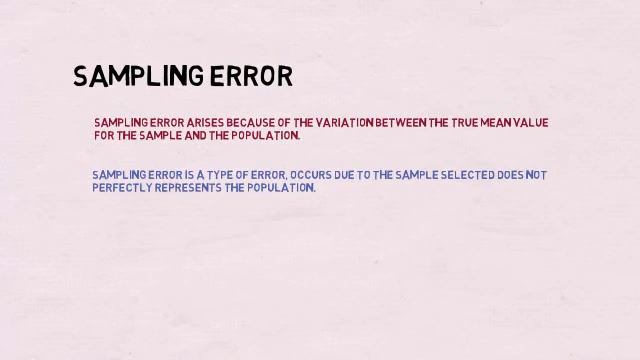 SAMPLING ERROR
SAMPLING ERROR ARISES BECAUSE OF THE VARIATION BETWEEN THE TRUE MEAN VALUE
FOR THE SAMPLE AND THE POPULATION.
SAMPLING ERROR IS A TYPE OF ERROR, OCCURS DUE TO THE SAMPLE SELECTED DOES NOT
PERFECTLY REPRESENTS THE POPULATION.